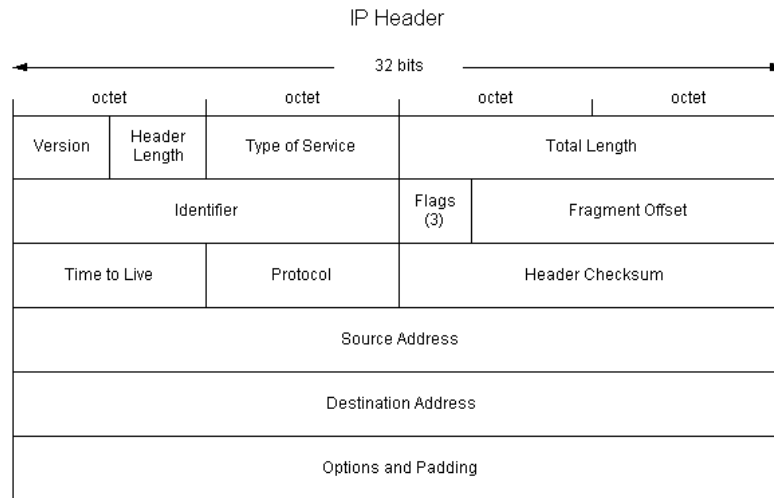 IP Header
32 bits
octet octet octet octet
Version Header Length Type of Service Total Length
Identifier Flags (3) Fragment Offset
Time to Live Protocol Header Checksum
Source Address
Destination Address
Options and Padding